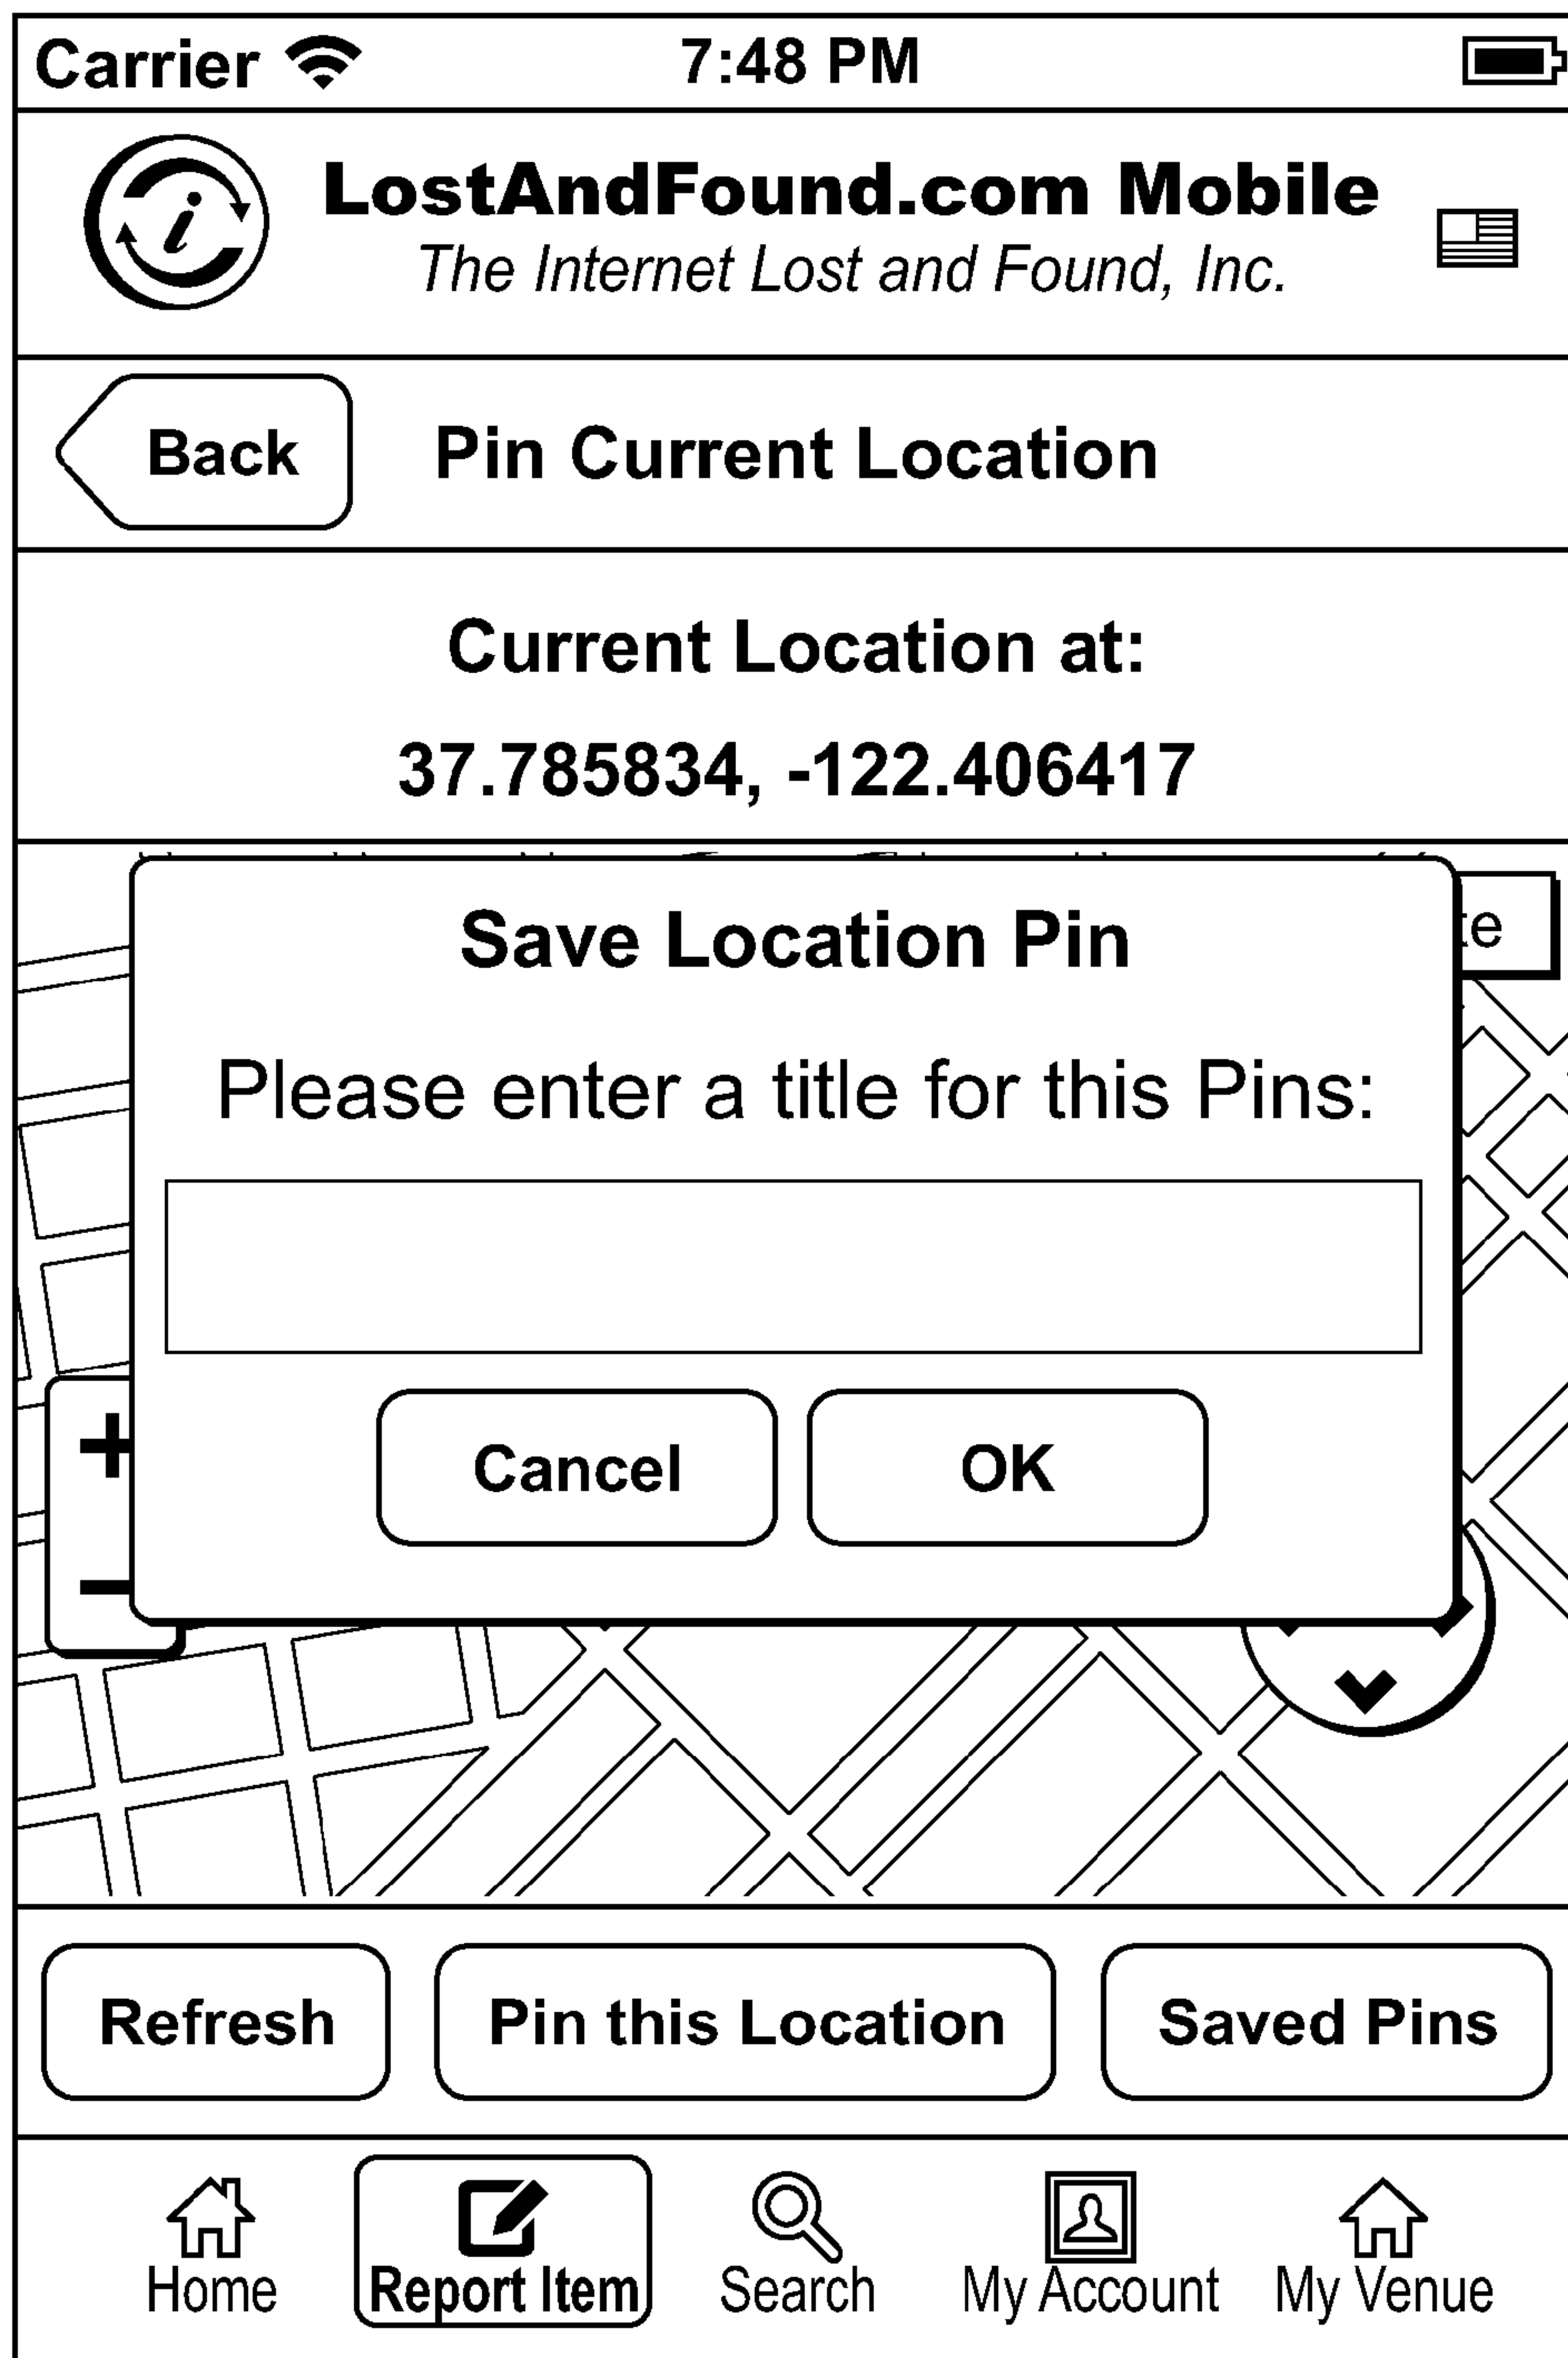 Carrier 7:48 PM
LostAndFound.com Mobile
The Internet Lost and Found, Inc.
Back Pin Current Location
Current Location at:
37.785834, -122.406417
Save Location Pin
Please enter a title for this Pins:
Cancel OK
Refresh Pin this Location Saved Pins
Home Report Item Search My Account My Venue